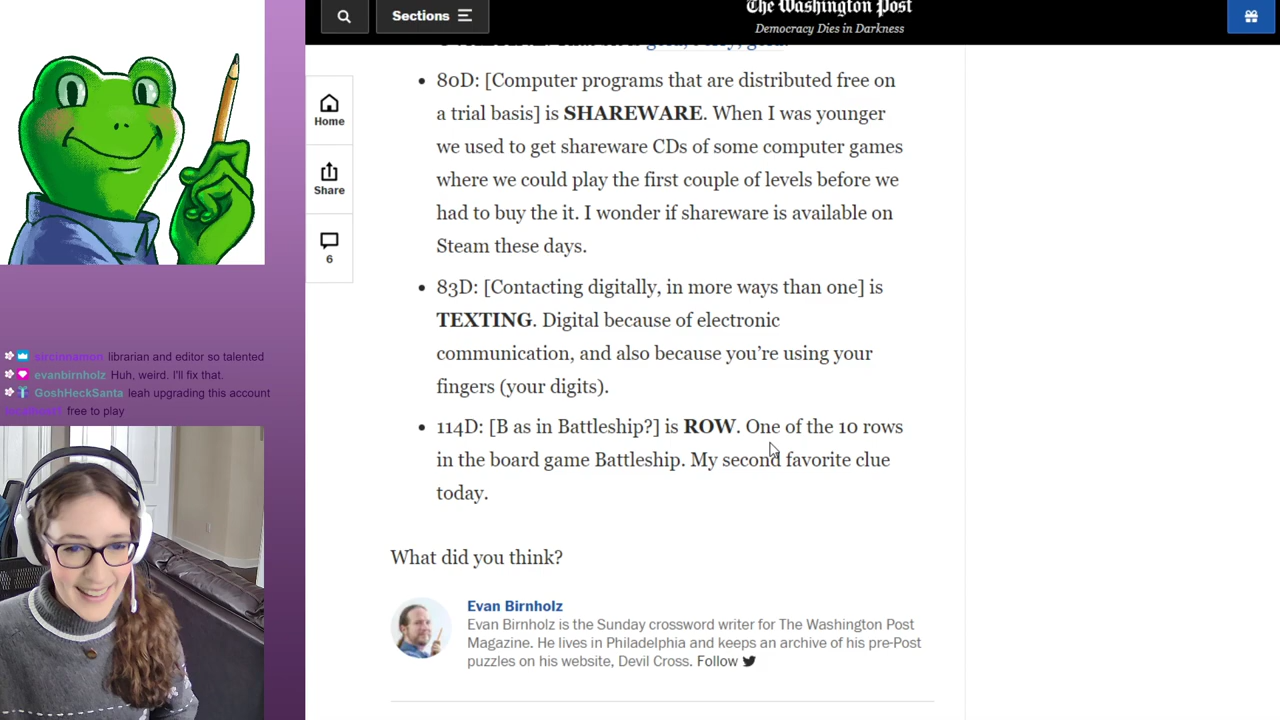 Sections
The Washington Post
Democracy Dies in Darkness
80D: [Computer programs that are distributed free on
a trial basis] is SHAREWARE. When I was younger
we used to get shareware CDs of some computer games
where we could play the first couple of levels before we
had to buy the it. I wonder if shareware is available on
Steam these days.
83D: [Contacting digitally, in more ways than one] is
TEXTING. Digital because of electronic
communication, and also because you’re using your
fingers (your digits).
114D: [B as in Battleship?] is ROW. One of the 10 rows
in the board game Battleship. My second favorite clue
today.
What did you think?
Evan Birnholz
Evan Birnholz is the Sunday crossword writer for The Washington Post
Magazine. He lives in Philadelphia and keeps an archive of his pre-Post
puzzles on his website, Devil Cross. Follow
Home
Share
6
sircinnamon librarian and editor so talented
evanbirnholz Huh, weird. I'll fix that.
GoshHeckSanta leah upgrading this account
free to play